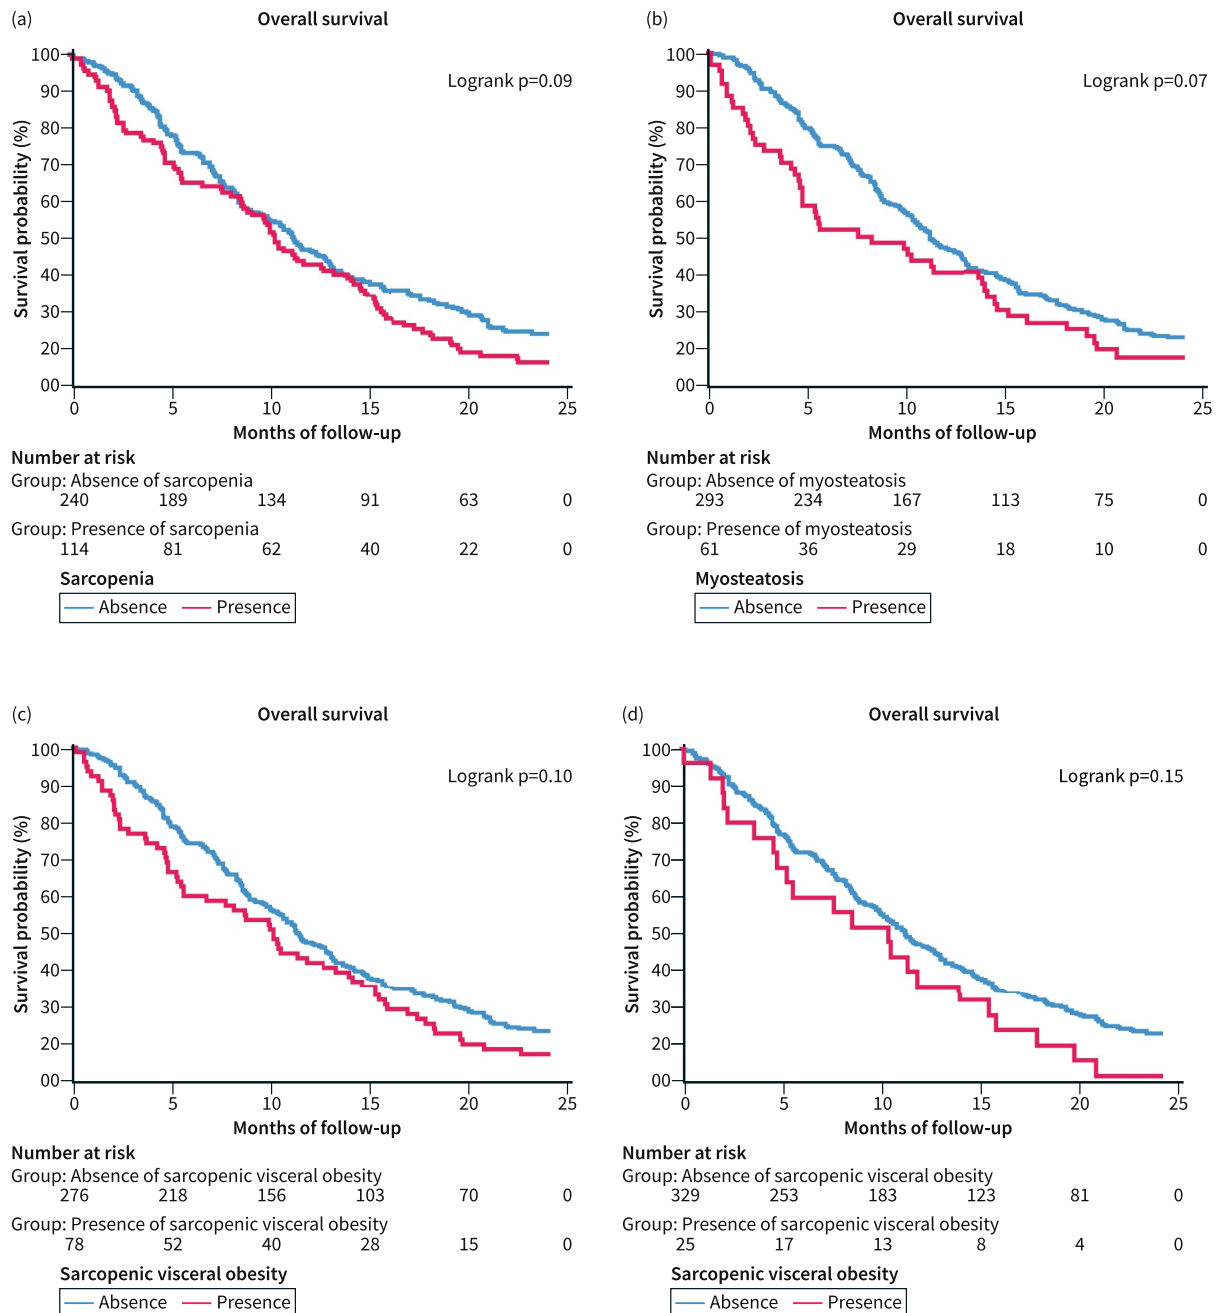 (a)
Overall survival
Logrank p=0.09
Survival probability (%)
100
90
80
70
60
50
40
30
20
00
0 5 10 15 20 25
Months of follow-up
Number at risk
Group: Absence of sarcopenia
240 189 134 91 63 0
Group: Presence of sarcopenia
114 81 62 40 22 0
Sarcopenia
Absence Presence
(b)
Overall survival
Logrank p=0.07
Survival probability (%)
100
90
80
70
60
50
40
30
20
00
0 5 10 15 20 25
Months of follow-up
Number at risk
Group: Absence of myosteatosis
293 234 167 113 75 0
Group: Presence of myosteatosis
61 36 29 18 10 0
Myosteatosis
Absence Presence
(c)
Overall survival
Logrank p=0.10
Survival probability (%)
100
90
80
70
60
50
40
30
20
00
0 5 10 15 20 25
Months of follow-up
Number at risk
Group: Absence of sarcopenic visceral obesity
276 218 156 103 70 0
Group: Presence of sarcopenic visceral obesity
78 52 40 28 15 0
Sarcopenic visceral obesity
Absence Presence
(d)
Overall survival
Logrank p=0.15
Survival probability (%)
100
90
80
70
60
50
40
30
20
00
0 5 10 15 20 25
Months of follow-up
Number at risk
Group: Absence of sarcopenic visceral obesity
329 253 183 123 81 0
Group: Presence of sarcopenic visceral obesity
25 17 13 8 4 0
Sarcopenic visceral obesity
Absence Presence